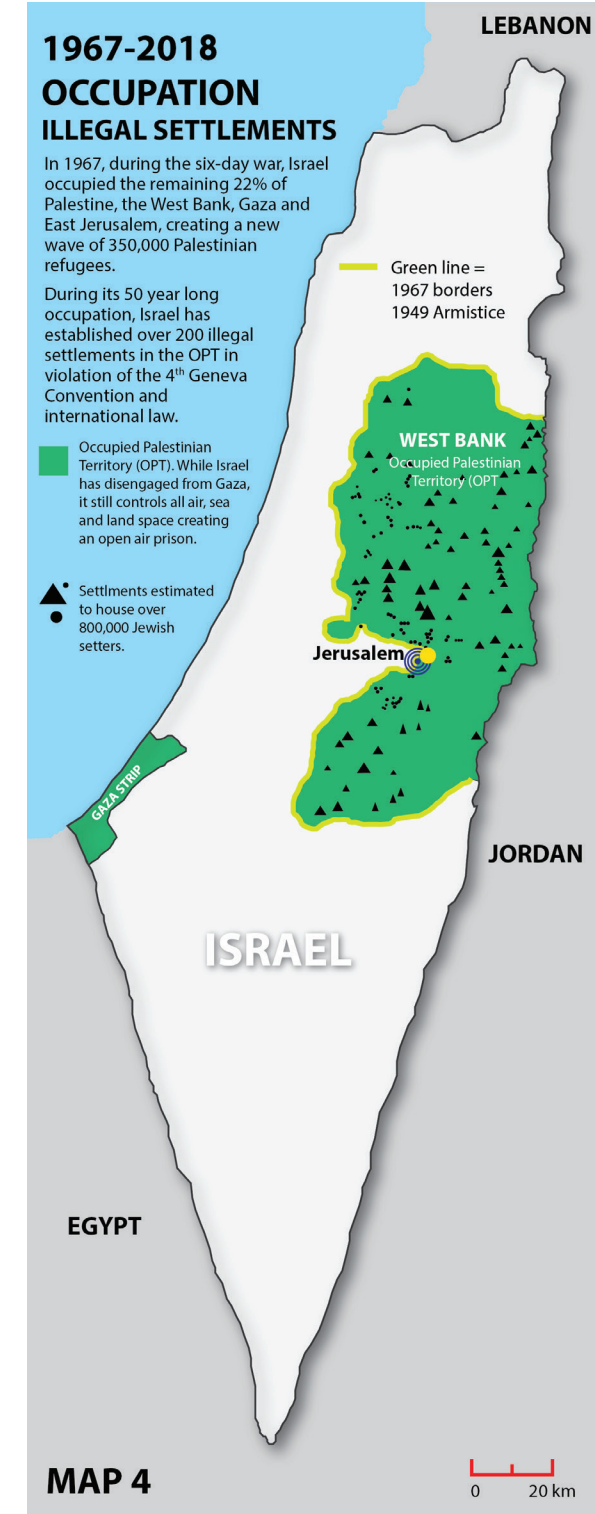 LEBANON
1967-2018
OCCUPATION
ILLEGAL SETTLEMENTS
In 1967, during the six-day war, Israel
occupied the remaining 22% of
Palestine, the West Bank, Gaza and
East Jerusalem, creating a new
wave of 350,000 Palestinian
refugees.
During its 50 year long
occupation, Israel has
established over 200 illegal
settlements in the OPT in
violation of the 4th Geneva
Convention and
international law.
Green line =
1967 borders
1949 Armistice
Occupied Palestinian
Territory (OPT). While Israel
has disengaged from Gaza,
it still controls all air, sea
and land space creating
an open air prison.
WEST BANK
Occupied Palestinian
Territory (OPT
Settlments estimated
to house over
800,000 Jewish
setters.
Jerusalem
GAZA STRIP
JORDAN
ISRAEL
EGYPT
MAP 4
0 20 km